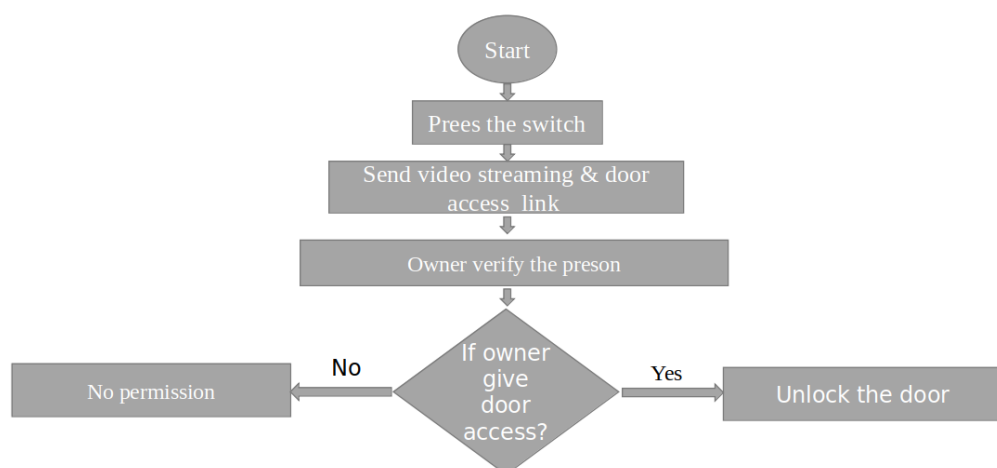 Start
Prees the switch
Send video streaming & door
access link
Owner verify the preson
If owner
give
door
access?
No
Yes
No permission
Unlock the door